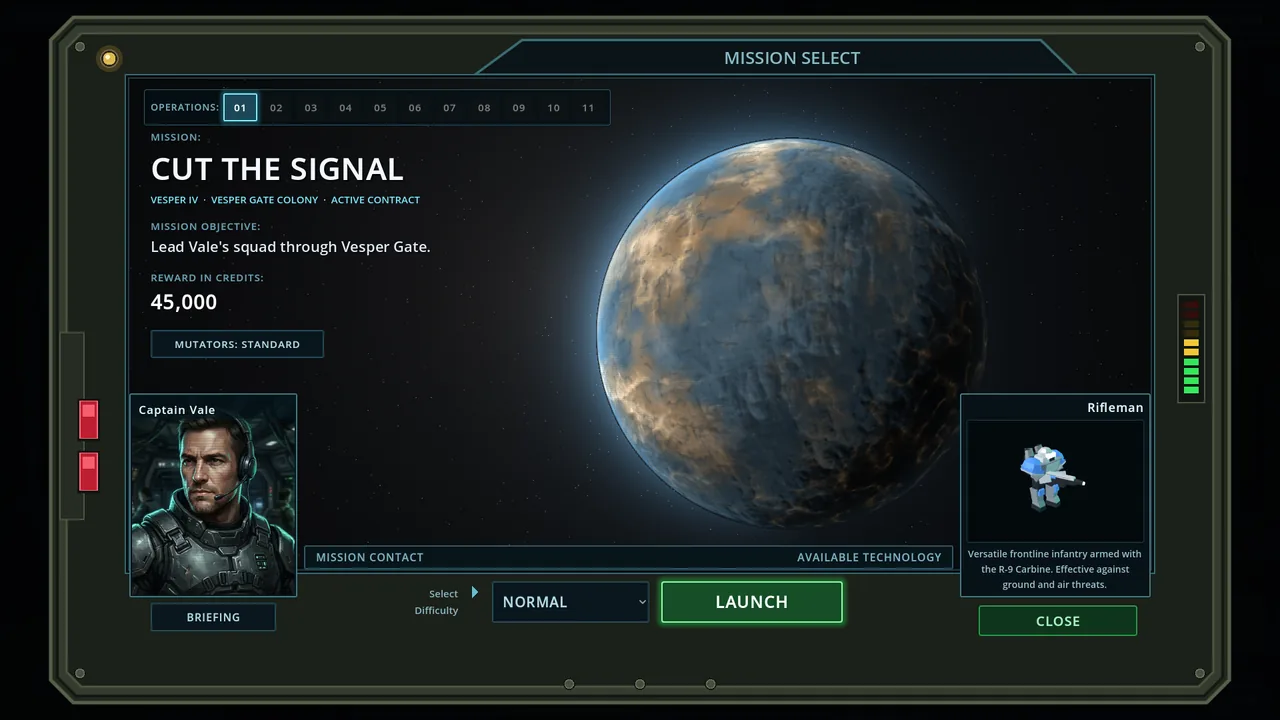 MISSION SELECT
OPERATIONS: 01 02 03 04 05 06 07 08 09 10 11
MISSION:
CUT THE SIGNAL
VESPER IV · VESPER GATE COLONY · ACTIVE CONTRACT
MISSION OBJECTIVE:
Lead Vale's squad through Vesper Gate.
REWARD IN CREDITS:
45,000
MUTATORS: STANDARD
Captain Vale
Rifleman
Versatile frontline infantry armed with
the R-9 Carbine. Effective against
ground and air threats.
MISSION CONTACT
AVAILABLE TECHNOLOGY
BRIEFING
Select
Difficulty
NORMAL
LAUNCH
CLOSE